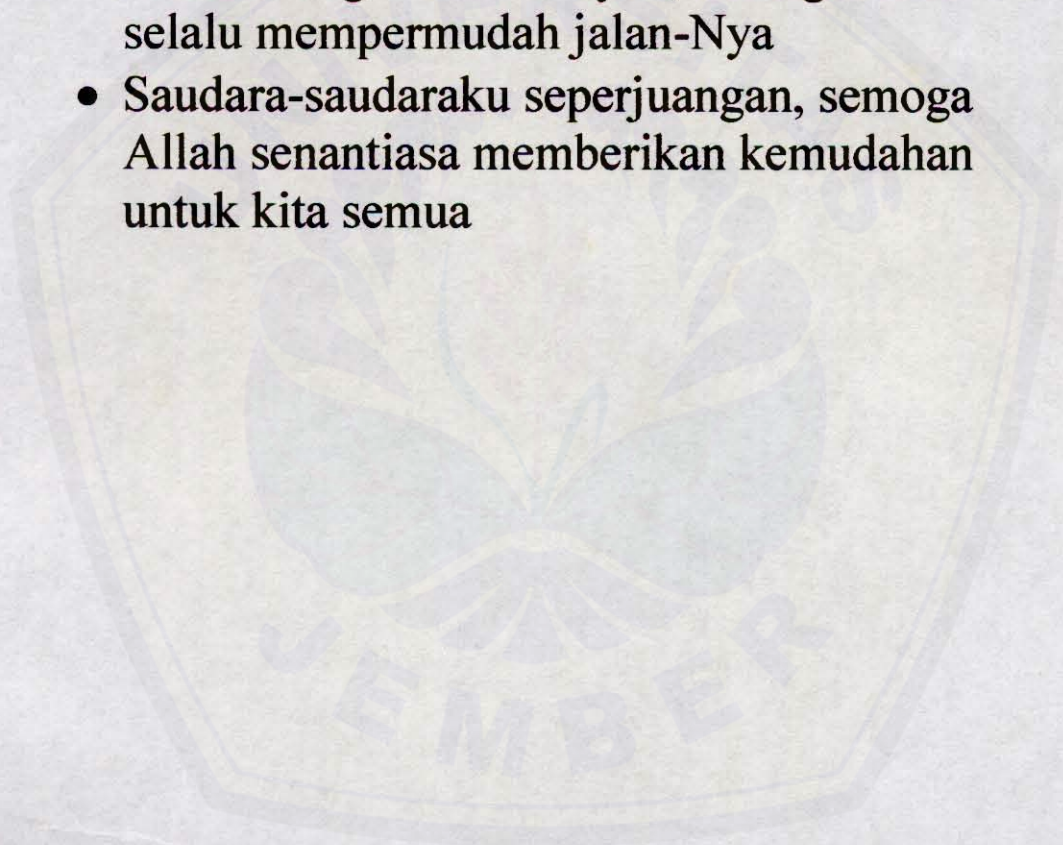 selalu mempermudah jalan-Nya
• Saudara-saudaraku seperjuangan, semoga
Allah senantiasa memberikan kemudahan
untuk kita semua
JEMBER